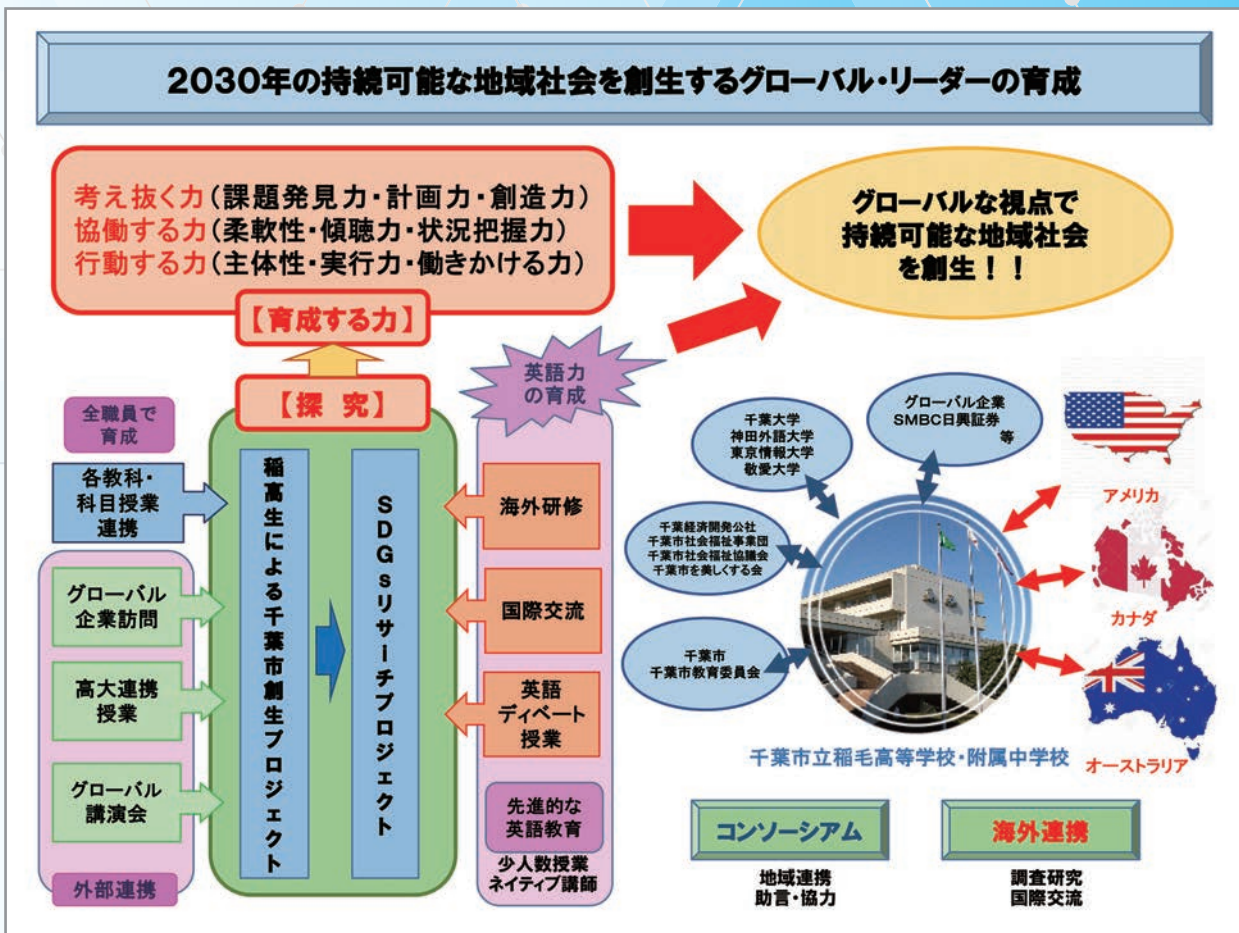 2030年の持続可能な地域社会を創生するグローバル・リーダーの育成
考え抜く力(課題発見力・計画力・創造力)
協働する力(柔軟性・傾聴力・状況把握力)
行動する力(主体性・実行力・働きかける力)
【育成する力】
グローバルな視点で
持続可能な地域社会
を創生！！
【探究】
英語力
の育成
全職員で
育成
各教科・
科目授業
連携
グローバル
企業訪問
高大連携
授業
グローバル
講演会
外部連携
稲高生による千葉市創生プロジェクト
SDGsリサーチプロジェクト
海外研修
国際交流
英語
ディベート
授業
先進的な
英語教育
少人数授業
ネイティブ講師
千葉大学
神田外語大学
東京情報大学
敬愛大学
グローバル企業
SMBC日興証券
等
千葉経済開発公社
千葉市社会福祉事業団
千葉市社会福祉協議会
千葉市を美しくする会
千葉市
千葉市教育委員会
アメリカ
カナダ
オーストラリア
千葉市立稲毛高等学校・附属中学校
コンソーシアム
地域連携
助言・協力
海外連携
調査研究
国際交流